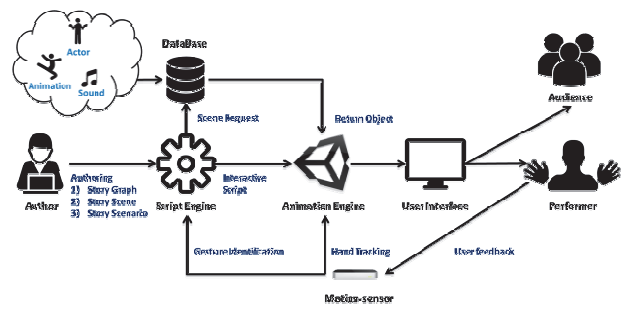 Actor
Animation
Sound
DataBase
Audience
Scene Request
Return Object
Author
Authoring
1) Story Graph
2) Story Scene
3) Story Scenario
Script Engine
Interactive
Script
Animation Engine
User Interface
Performer
Gesture Identification
Hand Tracking
User feedback
Motion-sensor